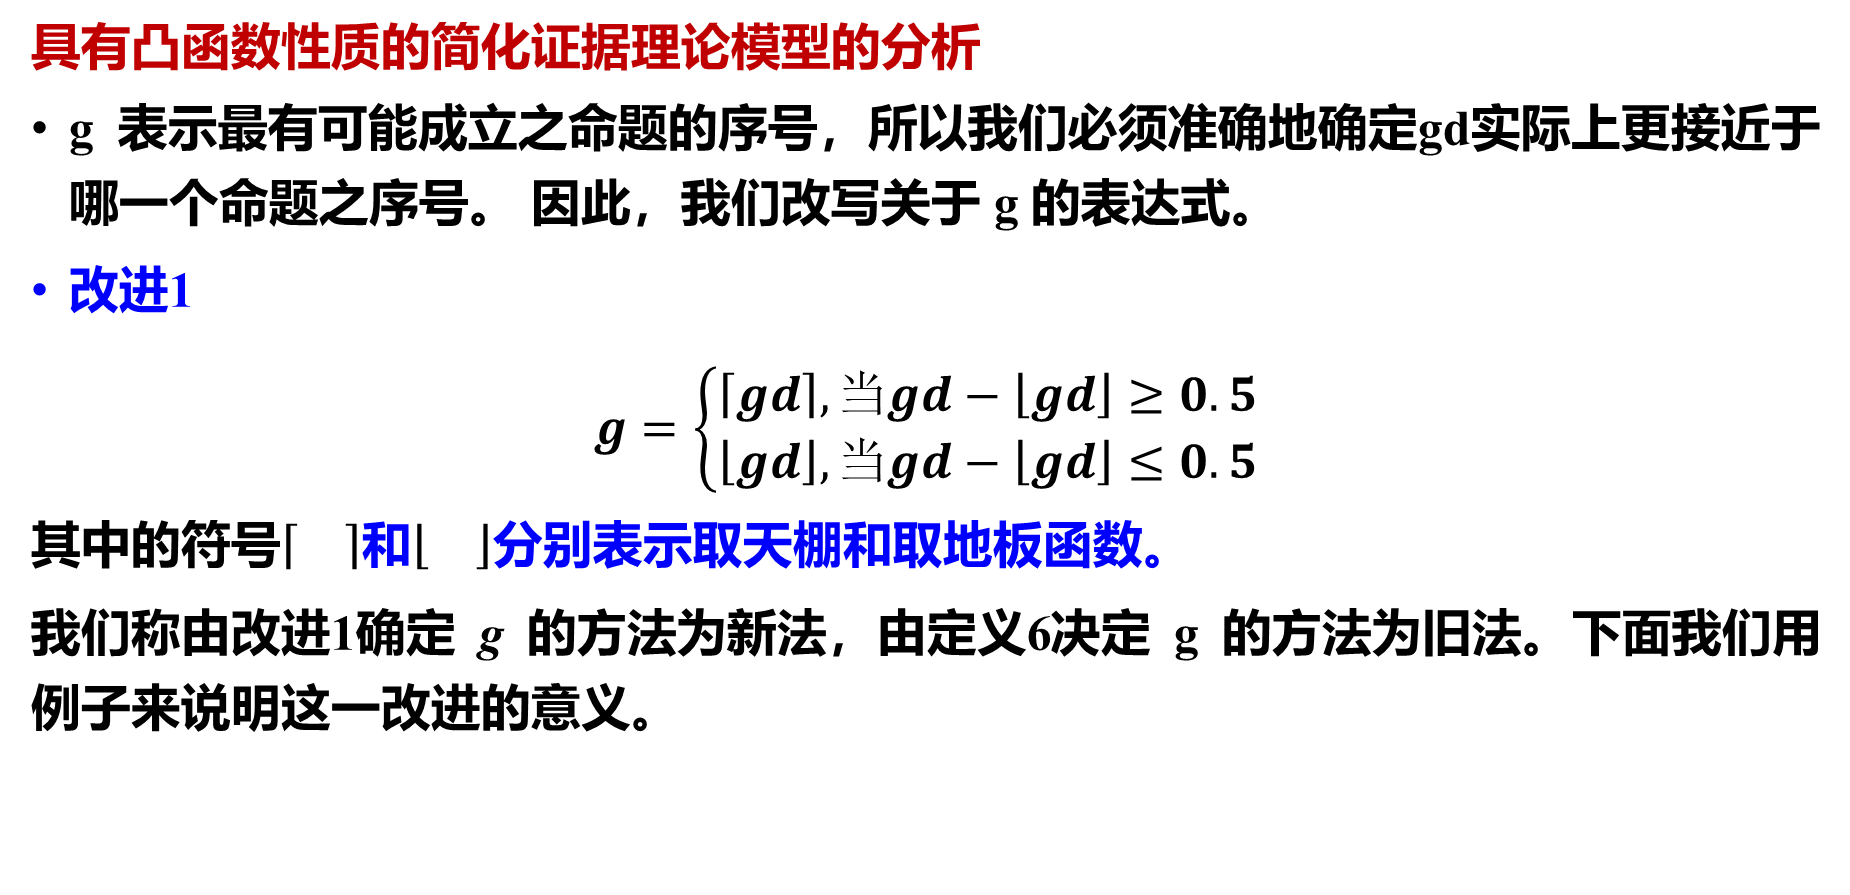 具有凸函数性质的简化证据理论模型的分析
• g 表示最有可能成立之命题的序号，所以我们必须准确地确定gd实际上更接近于
哪一个命题之序号。 因此，我们改写关于 g 的表达式。
• 改进1
g = { ⌈gd⌉, 当gd − ⌊gd⌋ ≥ 0.5
⌊gd⌋, 当gd − ⌊gd⌋ ≤ 0.5
其中的符号⌈ ⌉和⌊ ⌋分别表示取天棚和取地板函数。
我们称由改进1确定 g 的方法为新法，由定义6决定 g 的方法为旧法。下面我们用
例子来说明这一改进的意义。